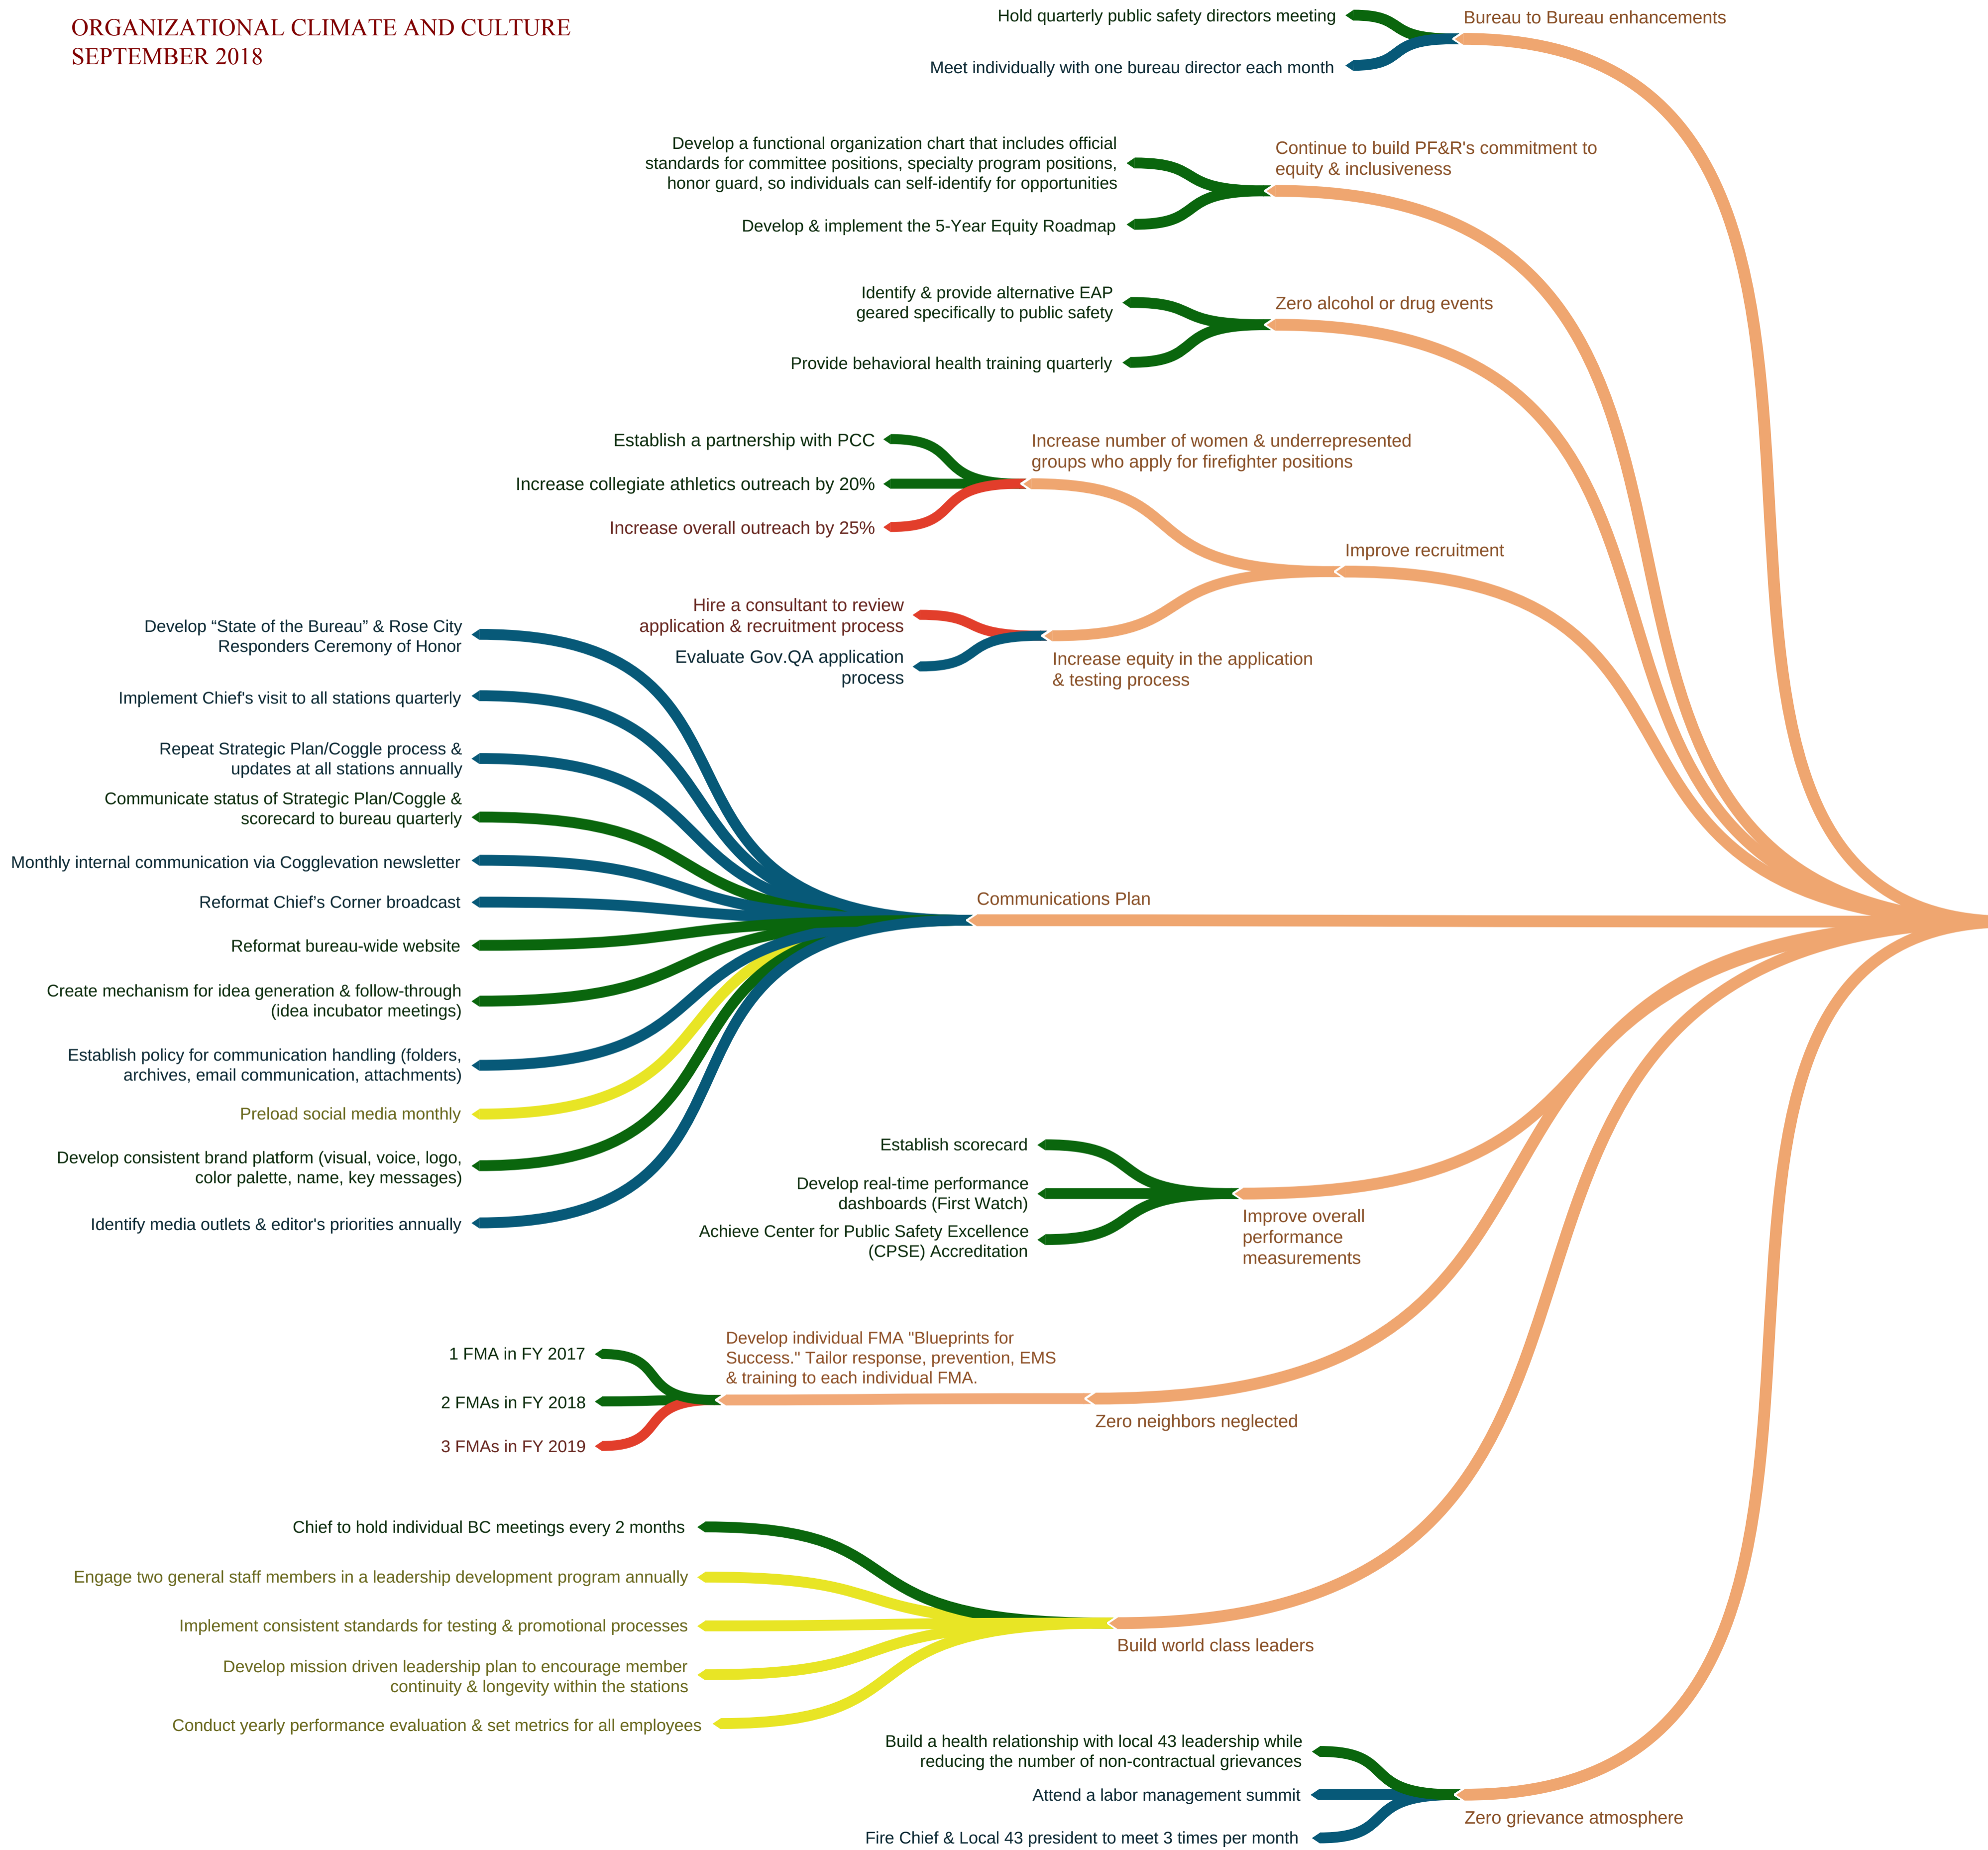 ORGANIZATIONAL CLIMATE AND CULTURE
SEPTEMBER 2018
Hold quarterly public safety directors meeting
Meet individually with one bureau director each month
Bureau to Bureau enhancements
Develop a functional organization chart that includes official
standards for committee positions, specialty program positions,
honor guard, so individuals can self-identify for opportunities
Develop & implement the 5-Year Equity Roadmap
Continue to build PF&R's commitment to
equity & inclusiveness
Identify & provide alternative EAP
geared specifically to public safety
Provide behavioral health training quarterly
Zero alcohol or drug events
Establish a partnership with PCC
Increase collegiate athletics outreach by 20%
Increase overall outreach by 25%
Increase number of women & underrepresented
groups who apply for firefighter positions
Hire a consultant to review
application & recruitment process
Evaluate Gov.QA application
process
Increase equity in the application
& testing process
Improve recruitment
Develop “State of the Bureau” & Rose City
Responders Ceremony of Honor
Implement Chief's visit to all stations quarterly
Repeat Strategic Plan/Coggle process &
updates at all stations annually
Communicate status of Strategic Plan/Coggle &
scorecard to bureau quarterly
Monthly internal communication via Cogglevation newsletter
Reformat Chief’s Corner broadcast
Reformat bureau-wide website
Create mechanism for idea generation & follow-through
(idea incubator meetings)
Establish policy for communication handling (folders,
archives, email communication, attachments)
Preload social media monthly
Develop consistent brand platform (visual, voice, logo,
color palette, name, key messages)
Identify media outlets & editor's priorities annually
Communications Plan
Establish scorecard
Develop real-time performance
dashboards (First Watch)
Achieve Center for Public Safety Excellence
(CPSE) Accreditation
Improve overall
performance
measurements
1 FMA in FY 2017
2 FMAs in FY 2018
3 FMAs in FY 2019
Develop individual FMA "Blueprints for
Success." Tailor response, prevention, EMS
& training to each individual FMA.
Zero neighbors neglected
Chief to hold individual BC meetings every 2 months
Engage two general staff members in a leadership development program annually
Implement consistent standards for testing & promotional processes
Develop mission driven leadership plan to encourage member
continuity & longevity within the stations
Conduct yearly performance evaluation & set metrics for all employees
Build world class leaders
Build a health relationship with local 43 leadership while
reducing the number of non-contractual grievances
Attend a labor management summit
Fire Chief & Local 43 president to meet 3 times per month
Zero grievance atmosphere